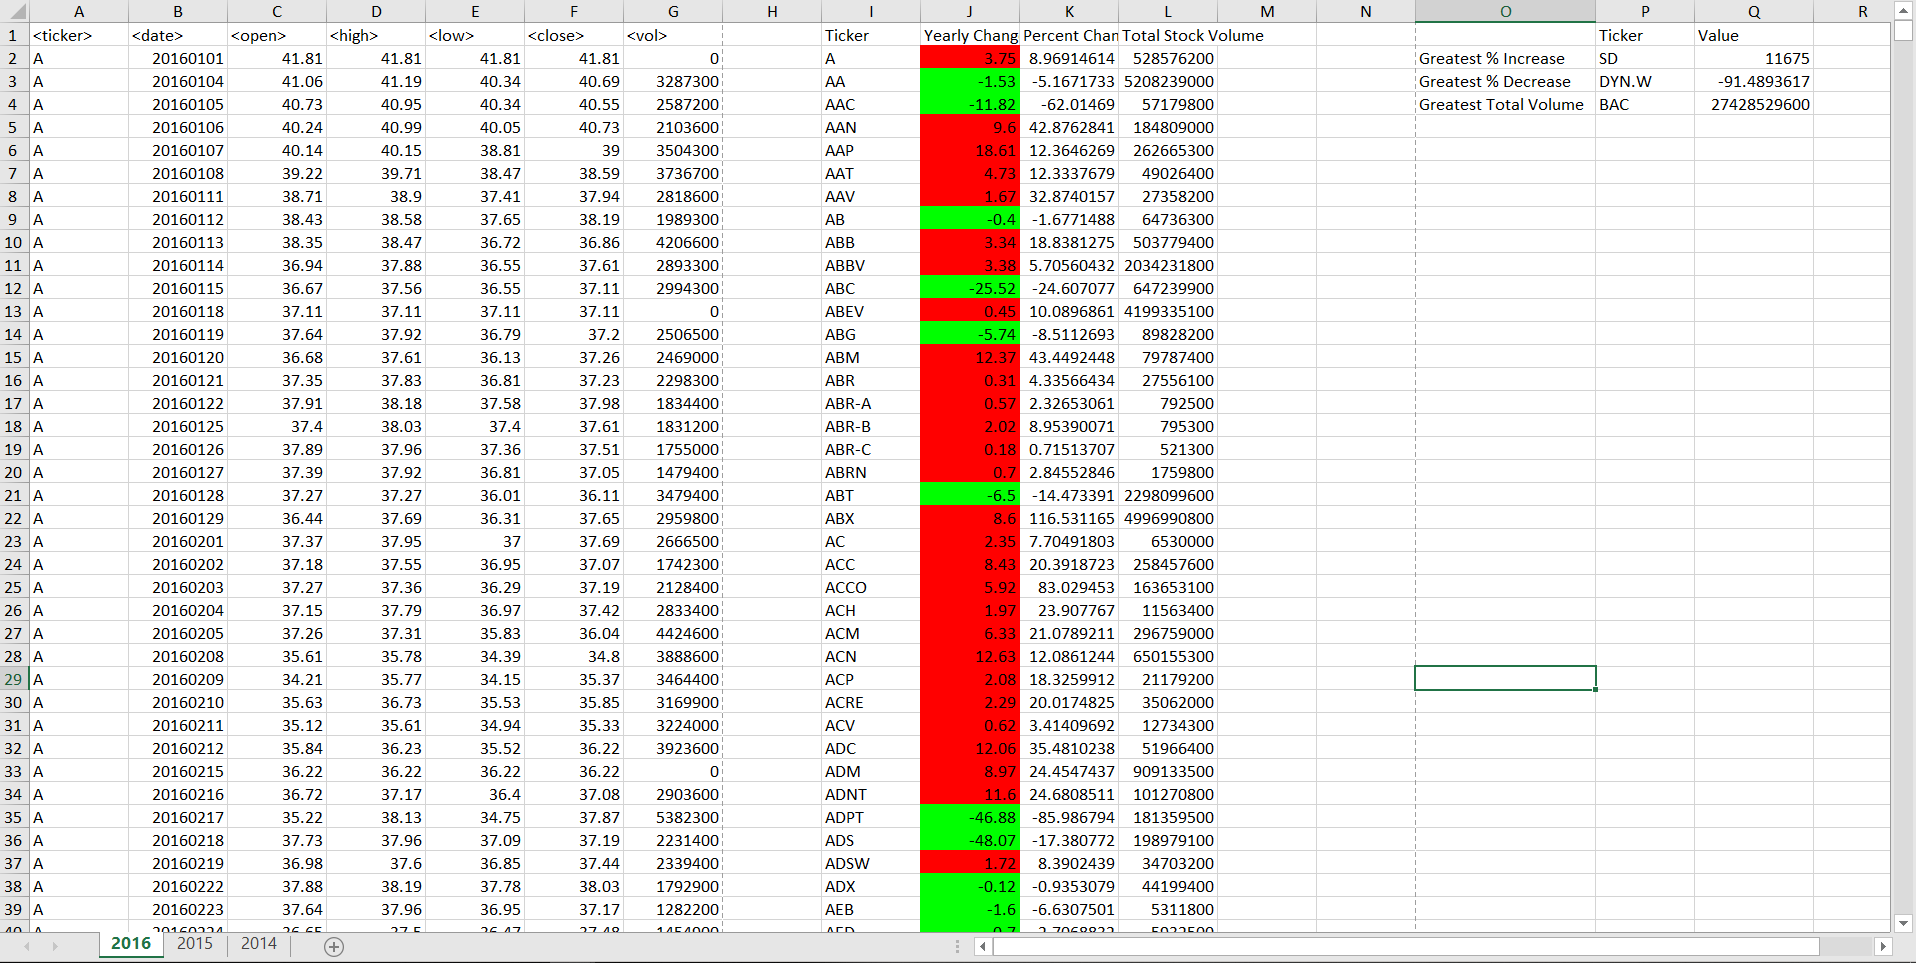 A B C D E F G H I J K L M N O P Q R
1 <ticker> <date> <open> <high> <low> <close> <vol> Ticker Yearly Chang Percent Chan Total Stock Volume Ticker Value
2 A 20160101 41.81 41.81 41.81 41.81 0 A 3.75 8.96914614 528576200 Greatest % Increase SD 11675
3 A 20160104 41.06 41.19 40.34 40.69 3287300 AA -1.53 -5.1671733 5208239000 Greatest % Decrease DYN.W -91.4893617
4 A 20160105 40.73 40.95 40.34 40.55 2587200 AAC -11.82 -62.01469 57179800 Greatest Total Volume BAC 27428529600
5 A 20160106 40.24 40.99 40.05 40.73 2103600 AAN 9.6 42.8762841 184809000
6 A 20160107 40.14 40.15 38.81 39 3504300 AAP 18.61 12.3646269 262665300
7 A 20160108 39.22 39.71 38.47 38.59 3736700 AAT 4.73 12.3337679 49026400
8 A 20160111 38.71 38.9 37.41 37.94 2818600 AAV 1.67 32.8740157 27358200
9 A 20160112 38.43 38.58 37.65 38.19 1989300 AB -0.4 -1.6771488 64736300
10 A 20160113 38.35 38.47 36.72 36.86 4206600 ABB 3.34 18.8381275 503779400
11 A 20160114 36.94 37.88 36.55 37.61 2893300 ABBV 3.38 5.70560432 2034231800
12 A 20160115 36.67 37.56 36.55 37.11 2994300 ABC -25.52 -24.607077 647239900
13 A 20160118 37.11 37.11 37.11 37.11 0 ABEV 0.45 10.0896861 4199335100
14 A 20160119 37.64 37.92 36.79 37.2 2506500 ABG -5.74 -8.5112693 89828200
15 A 20160120 36.68 37.61 36.13 37.26 2469000 ABM 12.37 43.4492448 79787400
16 A 20160121 37.35 37.83 36.81 37.23 2298300 ABR 0.31 4.33566434 27556100
17 A 20160122 37.91 38.18 37.58 37.98 1834400 ABR-A 0.57 2.32653061 792500
18 A 20160125 37.4 38.03 37.4 37.61 1831200 ABR-B 2.02 8.95390071 795300
19 A 20160126 37.89 37.96 37.36 37.51 1755000 ABR-C 0.18 0.71513707 521300
20 A 20160127 37.39 37.92 36.81 37.05 1479400 ABRN 0.7 2.84552846 1759800
21 A 20160128 37.27 37.27 36.01 36.11 3479400 ABT -6.5 -14.473391 2298099600
22 A 20160129 36.44 37.69 36.31 37.65 2959800 ABX 8.6 116.531165 4996990800
23 A 20160201 37.37 37.95 37 37.69 2666500 AC 2.35 7.70491803 6530000
24 A 20160202 37.18 37.55 36.95 37.07 1742300 ACC 8.43 20.3918723 258457600
25 A 20160203 37.27 37.36 36.29 37.19 2128400 ACCO 5.92 83.029453 163653100
26 A 20160204 37.15 37.79 36.97 37.42 2833400 ACH 1.97 23.907767 11563400
27 A 20160205 37.26 37.31 35.83 36.04 4424600 ACM 6.33 21.0789211 296759000
28 A 20160208 35.61 35.78 34.39 34.8 3888600 ACN 12.63 12.0861244 650155300
29 A 20160209 34.21 35.77 34.15 35.37 3464400 ACP 2.08 18.3259912 21179200
30 A 20160210 35.63 36.73 35.53 35.85 3169900 ACRE 2.29 20.0174825 35062000
31 A 20160211 35.12 35.61 34.94 35.33 3224000 ACV 0.62 3.41409692 12734300
32 A 20160212 35.84 36.23 35.52 36.22 3923600 ADC 12.06 35.4810238 51966400
33 A 20160215 36.22 36.22 36.22 36.22 0 ADM 8.97 24.4547437 909133500
34 A 20160216 36.72 37.17 36.4 37.08 2903600 ADNT 11.6 24.6808511 101270800
35 A 20160217 35.22 38.13 34.75 37.87 5382300 ADPT -46.88 -85.986794 181359500
36 A 20160218 37.73 37.96 37.09 37.19 2231400 ADS -48.07 -17.380772 198979100
37 A 20160219 36.98 37.6 36.85 37.44 2339400 ADSW 1.72 8.3902439 34703200
38 A 20160222 37.88 38.19 37.78 38.03 1792900 ADX -0.12 -0.9353079 44199400
39 A 20160223 37.64 37.96 36.95 37.17 1282200 AEB -1.6 -6.6307501 5311800
2016 2015 2014